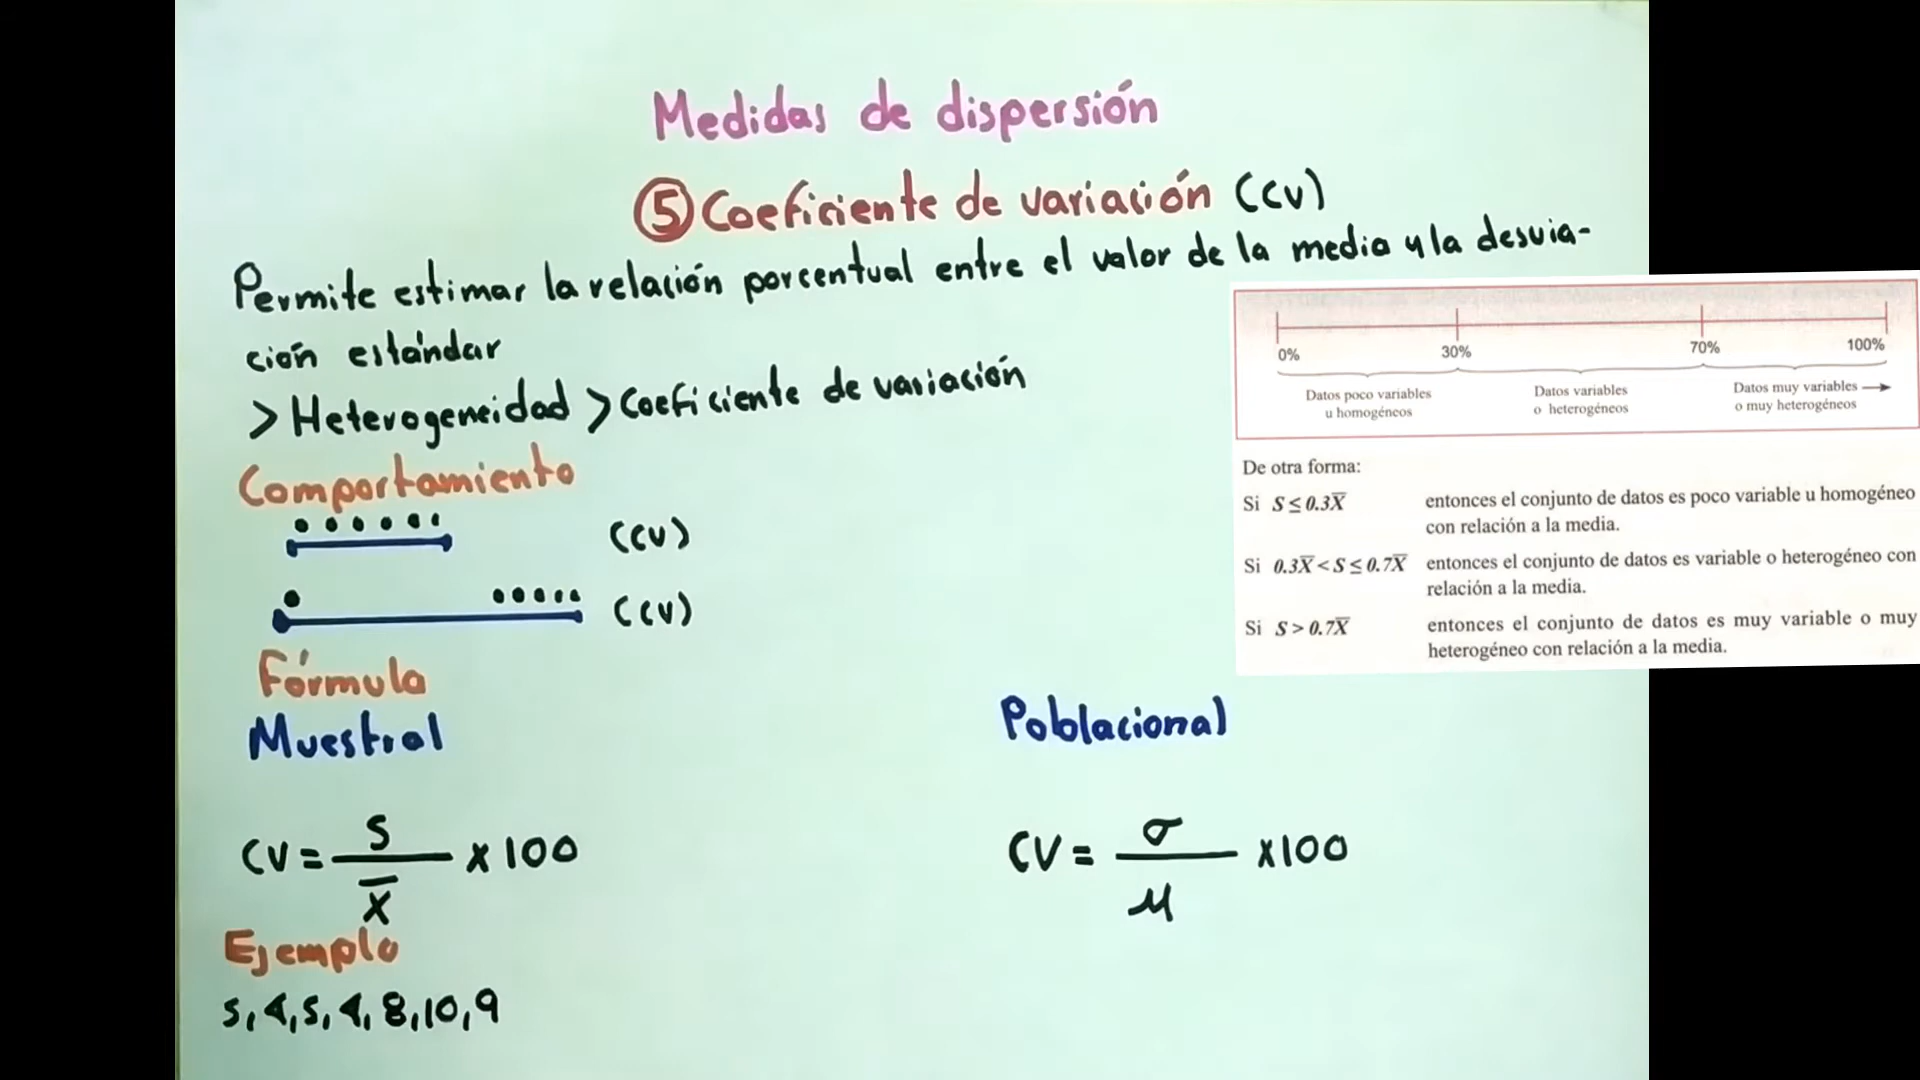 Medidas de dispersión
⑤ Coeficiente de variación (CV)
Permite estimar la relación porcentual entre el valor de la media y la desvia-
ción estándar
> Heterogeneidad > Coeficiente de variación
Comportamiento
(CV)
(CV)
Fórmula
Muestral
CV = S / X̅ x 100
Ejemplo
5, 4, 5, 4, 8, 10, 9
Poblacional
CV = σ / μ x100
0% 30% 70% 100%
Datos poco variables
u homogéneos
Datos variables
o heterogéneos
Datos muy variables →
o muy heterogéneos
De otra forma:
Si S ≤ 0.3X̅ entonces el conjunto de datos es poco variable u homogéneo
con relación a la media.
Si 0.3X̅ < S ≤ 0.7X̅ entonces el conjunto de datos es variable o heterogéneo con
relación a la media.
Si S > 0.7X̅ entonces el conjunto de datos es muy variable o muy
heterogéneo con relación a la media.